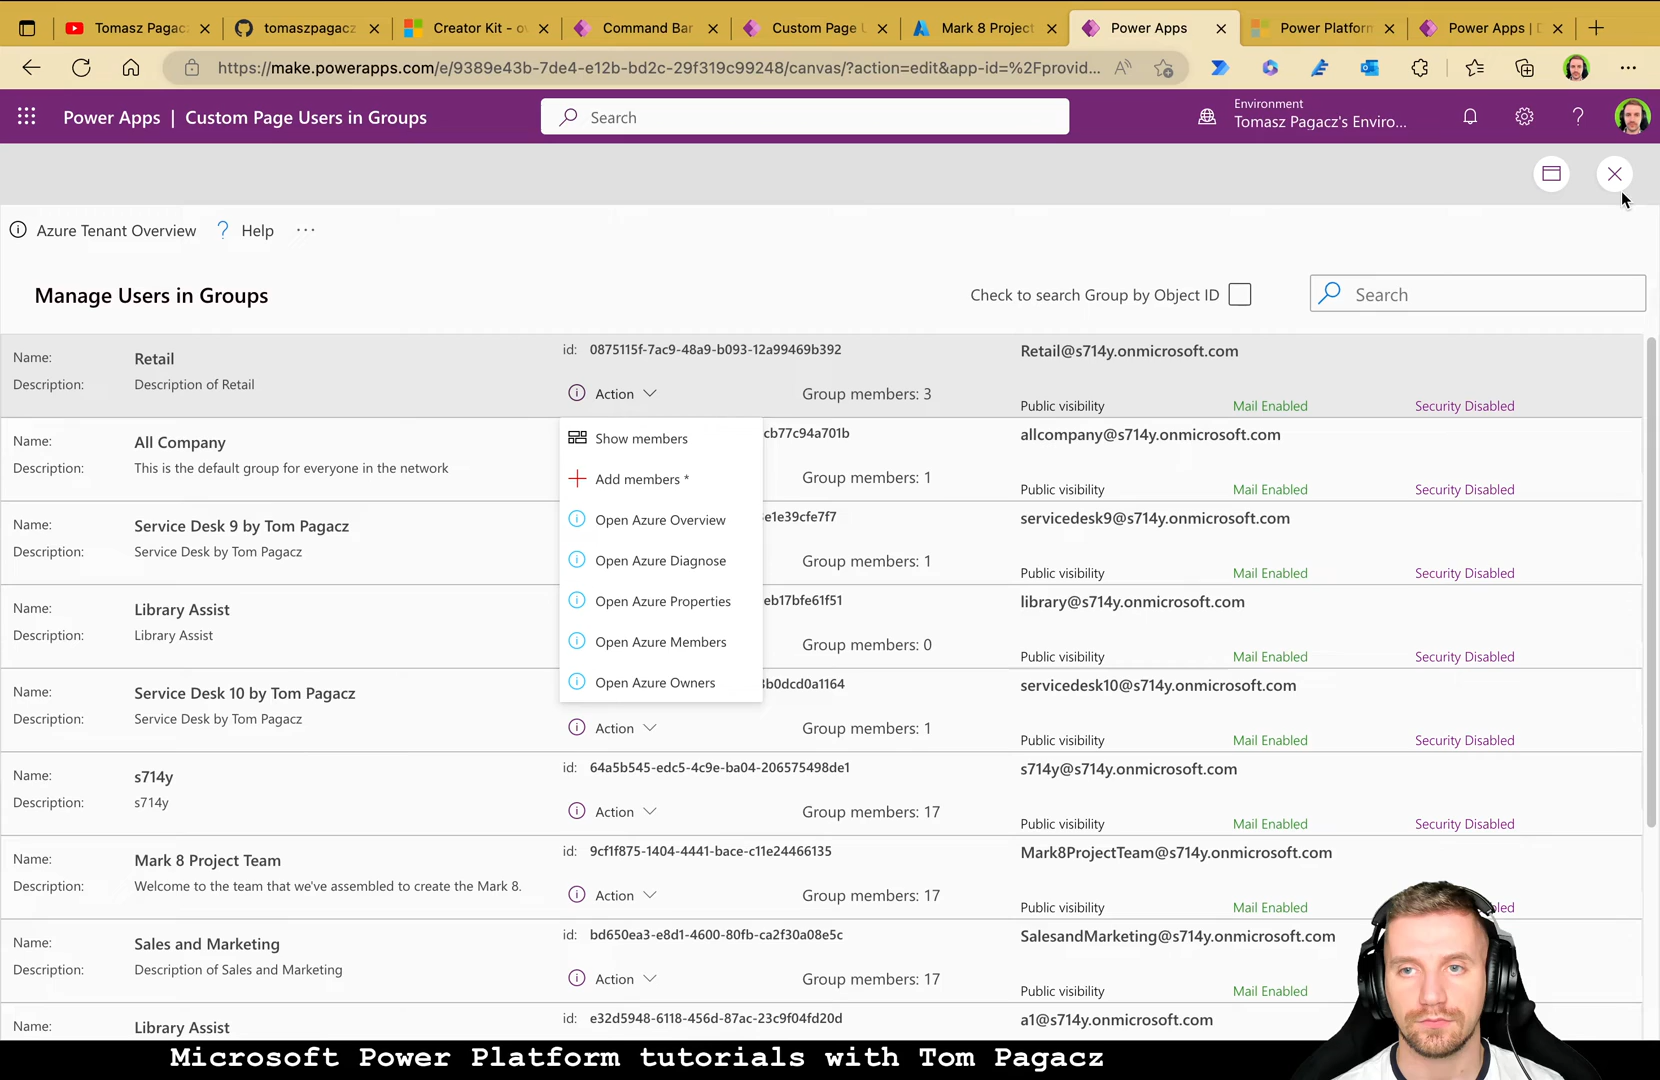 Tomasz Pagac
tomaszpagacz
Creator Kit - ov
Command Bar
Custom Page U
Mark 8 Project
Power Apps
Power Platform
Power Apps | D
https://make.powerapps.com/e/9389e43b-7de4-e12b-bd2c-29f319c99248/canvas/?action=edit&app-id=%2Fprovid...
Power Apps | Custom Page Users in Groups
Search
Environment
Tomasz Pagacz's Enviro...
Azure Tenant Overview
? Help
...
Manage Users in Groups
Check to search Group by Object ID
Search
Name: Retail
id: 0875115f-7ac9-48a9-b093-12a99469b392
Retail@s714y.onmicrosoft.com
Description: Description of Retail
Action
Group members: 3
Public visibility
Mail Enabled
Security Disabled
Show members
Add members *
Open Azure Overview
Open Azure Diagnose
Open Azure Properties
Open Azure Members
Open Azure Owners
Name: All Company
cb77c94a701b
allcompany@s714y.onmicrosoft.com
Description: This is the default group for everyone in the network
Group members: 1
Public visibility
Mail Enabled
Security Disabled
Name: Service Desk 9 by Tom Pagacz
e1e39cfe7f7
servicedesk9@s714y.onmicrosoft.com
Description: Service Desk by Tom Pagacz
Group members: 1
Public visibility
Mail Enabled
Security Disabled
Name: Library Assist
eb17bfe61f51
library@s714y.onmicrosoft.com
Description: Library Assist
Group members: 0
Public visibility
Mail Enabled
Security Disabled
Name: Service Desk 10 by Tom Pagacz
b0dcd0a1164
servicedesk10@s714y.onmicrosoft.com
Description: Service Desk by Tom Pagacz
Action
Group members: 1
Public visibility
Mail Enabled
Security Disabled
Name: s714y
id: 64a5b545-edc5-4c9e-ba04-206575498de1
s714y@s714y.onmicrosoft.com
Description: s714y
Action
Group members: 17
Public visibility
Mail Enabled
Security Disabled
Name: Mark 8 Project Team
id: 9cf1f875-1404-4441-bace-c11e24466135
Mark8ProjectTeam@s714y.onmicrosoft.com
Description: Welcome to the team that we've assembled to create the Mark 8.
Action
Group members: 17
Public visibility
Mail Enabled
bled
Name: Sales and Marketing
id: bd650ea3-e8d1-4600-80fb-ca2f30a08e5c
SalesandMarketing@s714y.onmicrosoft.com
Description: Description of Sales and Marketing
Action
Group members: 17
Public visibility
Mail Enabled
Name: Library Assist
id: e32d5948-6118-456d-87ac-23c9f04fd20d
a1@s714y.onmicrosoft.com
Microsoft Power Platform tutorials with Tom Pagacz